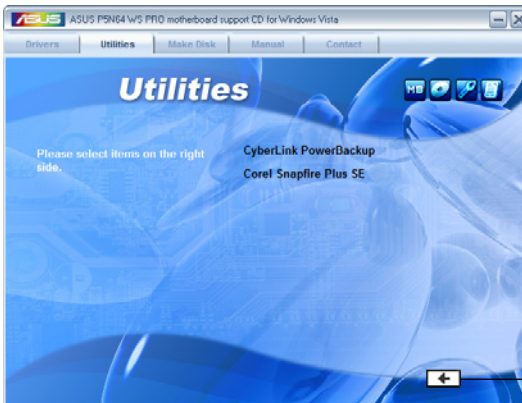 ASUS ASUS P5N64 WS PRO motherboard support CD for Windows Vista
Drivers Utilities Make Disk Manual Contact
Utilities
MB
Please select items on the right
side.
CyberLink PowerBackup
Corel Snapfire Plus SE